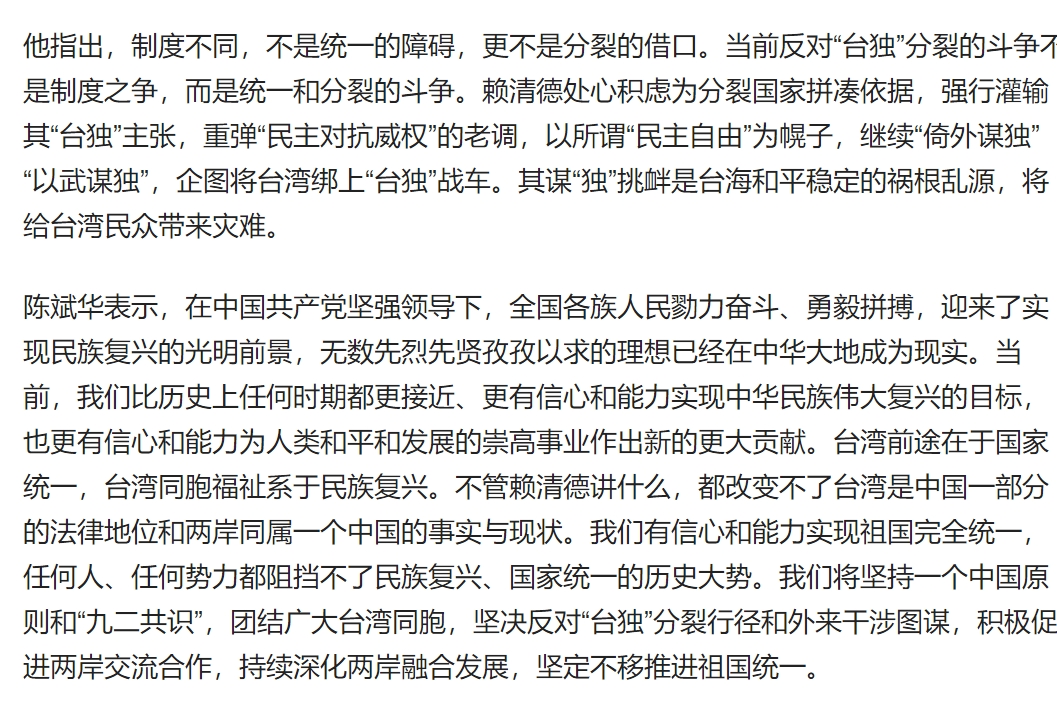 他指出，制度不同，不是统一的障碍，更不是分裂的借口。当前反对“台独”分裂的斗争不
是制度之争，而是统一和分裂的斗争。赖清德处心积虑为分裂国家拼凑依据，强行灌输
其“台独”主张，重弹“民主对抗威权”的老调，以所谓“民主自由”为幌子，继续“倚外谋独”
“以武谋独”，企图将台湾绑上“台独”战车。其谋“独”挑衅是台海和平稳定的祸根乱源，将
给台湾民众带来灾难。
陈斌华表示，在中国共产党坚强领导下，全国各族人民勠力奋斗、勇毅拼搏，迎来了实
现民族复兴的光明前景，无数先烈先贤孜孜以求的理想已经在中华大地成为现实。当
前，我们比历史上任何时期都更接近、更有信心和能力实现中华民族伟大复兴的目标，
也更有信心和能力为人类和平和发展的崇高事业作出新的更大贡献。台湾前途在于国家
统一，台湾同胞福祉系于民族复兴。不管赖清德讲什么，都改变不了台湾是中国一部分
的法律地位和两岸同属一个中国的事实与现状。我们有信心和能力实现祖国完全统一，
任何人、任何势力都阻挡不了民族复兴、国家统一的历史大势。我们将坚持一个中国原
则和“九二共识”，团结广大台湾同胞，坚决反对“台独”分裂行径和外来干涉图谋，积极促
进两岸交流合作，持续深化两岸融合发展，坚定不移推进祖国统一。